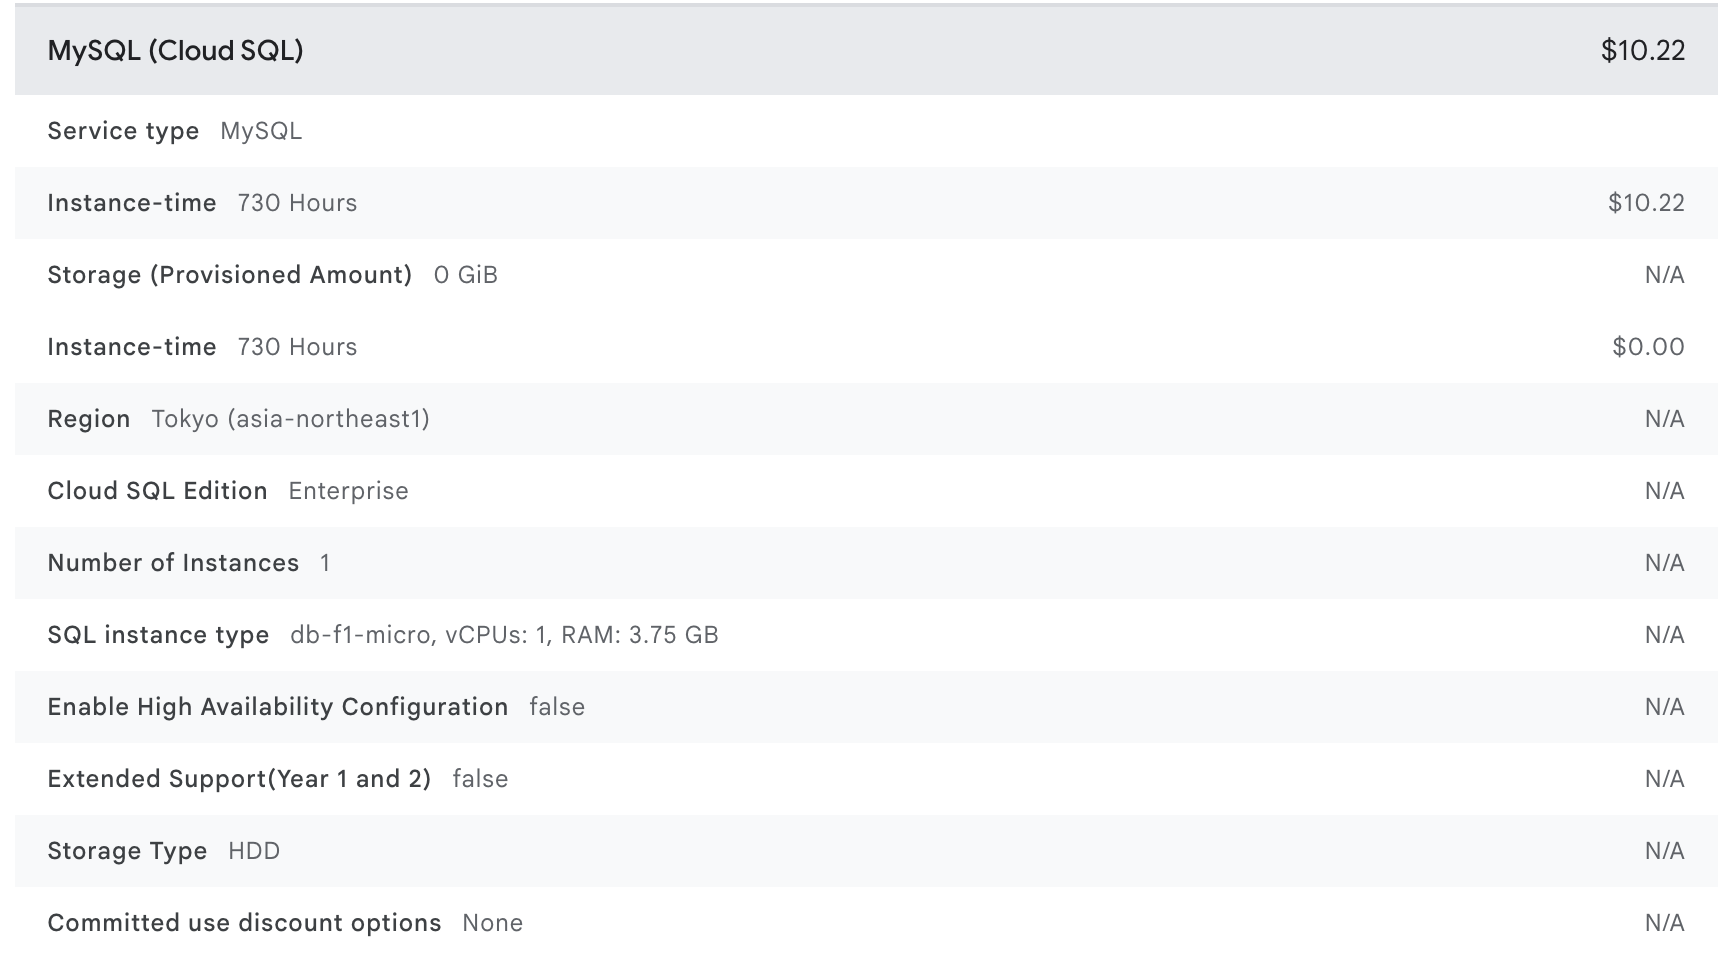 MySQL (Cloud SQL) $10.22
Service type MySQL
Instance-time 730 Hours $10.22
Storage (Provisioned Amount) 0 GiB N/A
Instance-time 730 Hours $0.00
Region Tokyo (asia-northeast1) N/A
Cloud SQL Edition Enterprise N/A
Number of Instances 1 N/A
SQL instance type db-f1-micro, vCPUs: 1, RAM: 3.75 GB N/A
Enable High Availability Configuration false N/A
Extended Support(Year 1 and 2) false N/A
Storage Type HDD N/A
Committed use discount options None N/A